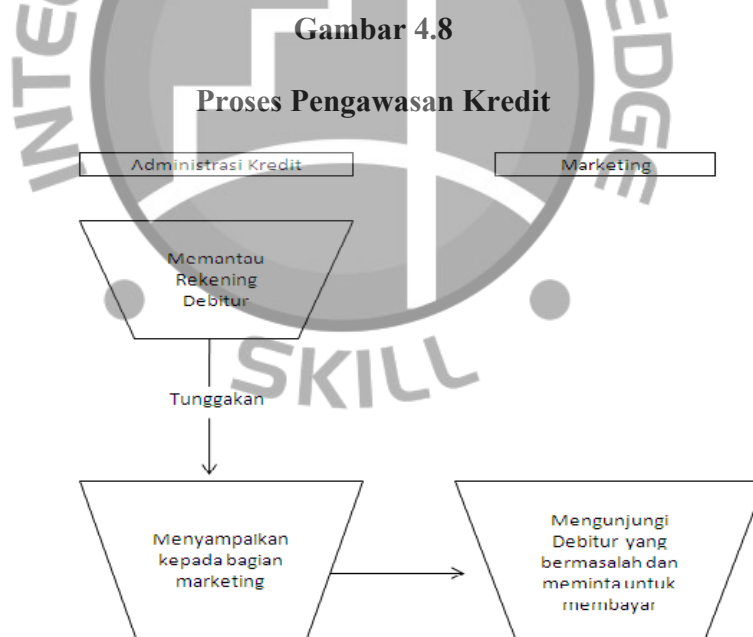 Gambar 4.8
Proses Pengawasan Kredit
Administrasi Kredit
Marketing
Memantau
Rekening
Debitur
Tunggakan
Menyampaikan
kepada bagian
marketing
Mengunjungi
Debitur yang
bermasalah dan
meminta untuk
membayar
SKILL